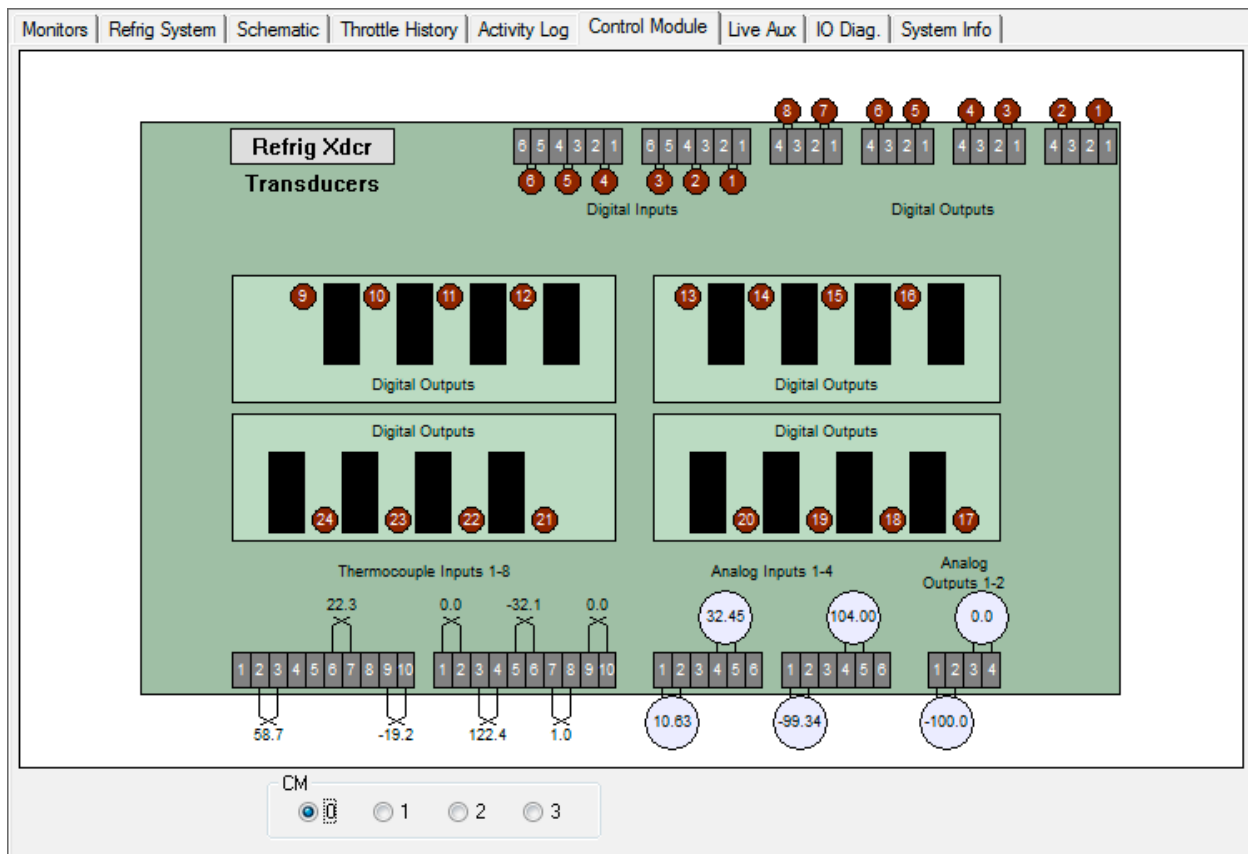 Monitors Refrig System Schematic Throttle History Activity Log Control Module Live Aux IO Diag. System Info
8 7 6 5 4 3 2 1
Refrig Xdcr
6 5 4 3 2 1 6 5 4 3 2 1 4 3 2 1 4 3 2 1 4 3 2 1 4 3 2 1
Transducers
6 5 4 3 2 1
Digital Inputs Digital Outputs
9 10 11 12 13 14 15 16
Digital Outputs Digital Outputs
Digital Outputs Digital Outputs
24 23 22 21 20 19 18 17
Thermocouple Inputs 1-8 Analog Inputs 1-4 Analog
Outputs 1-2
22.3 0.0 -32.1 0.0 32.45 104.00 0.0
1 2 3 4 5 6 7 8 9 10 1 2 3 4 5 6 7 8 9 10 1 2 3 4 5 6 1 2 3 4 5 6 1 2 3 4
58.7 -19.2 122.4 1.0 10.63 -99.34 -100.0
CM
0 1 2 3